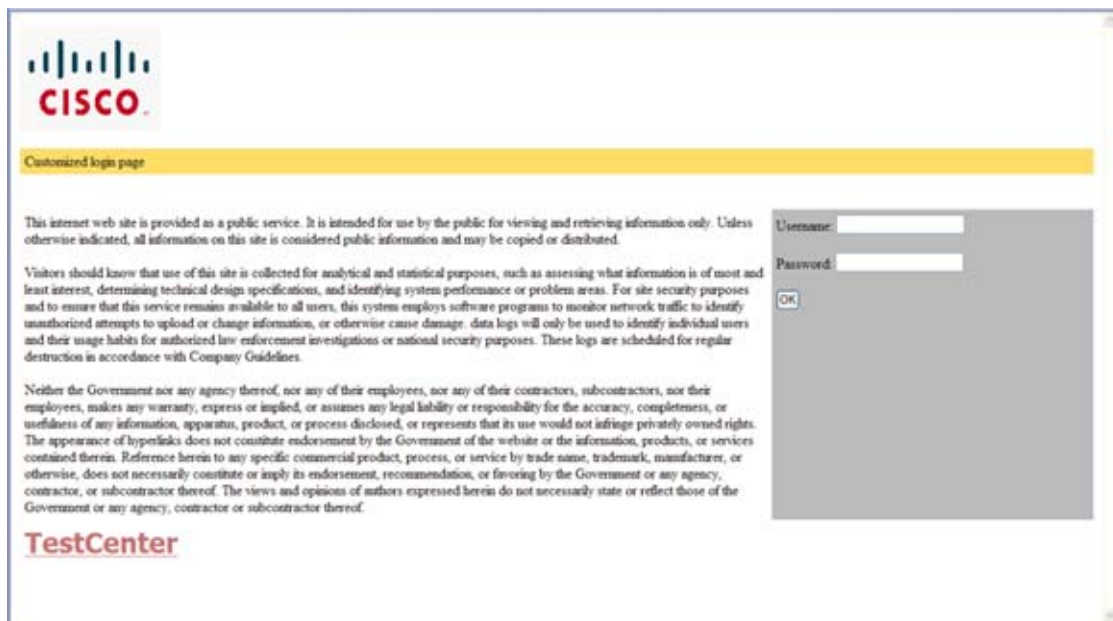 CISCO
Customized login page
This internet web site is provided as a public service. It is intended for use by the public for viewing and retrieving information only. Unless
otherwise indicated, all information on this site is considered public information and may be copied or distributed.
Visitors should know that use of this site is collected for analytical and statistical purposes, such as assessing what information is of most and
least interest, determining technical design specifications, and identifying system performance or problem areas. For site security purposes
and to ensure that this service remains available to all users, this system employs software programs to monitor network traffic to identify
unauthorized attempts to upload or change information, or otherwise cause damage. data logs will only be used to identify individual users
and their usage habits for authorized law enforcement investigations or national security purposes. These logs are scheduled for regular
destruction in accordance with Company Guidelines.
Neither the Government nor any agency thereof, nor any of their employees, nor any of their contractors, subcontractors, nor their
employees, makes any warranty, express or implied, or assumes any legal liability or responsibility for the accuracy, completeness, or
usefulness of any information, apparatus, product, or process disclosed, or represents that its use would not infringe privately owned rights.
The appearance of hyperlinks does not constitute endorsement by the Government of the website or the information, products, or services
contained therein. Reference herein to any specific commercial product, process, or service by trade name, trademark, manufacturer, or
otherwise, does not necessarily constitute or imply its endorsement, recommendation, or favoring by the Government or any agency,
contractor, or subcontractor thereof. The views and opinions of authors expressed herein do not necessarily state or reflect those of the
Government or any agency, contractor or subcontractor thereof.
TestCenter
Username:
Password:
OK